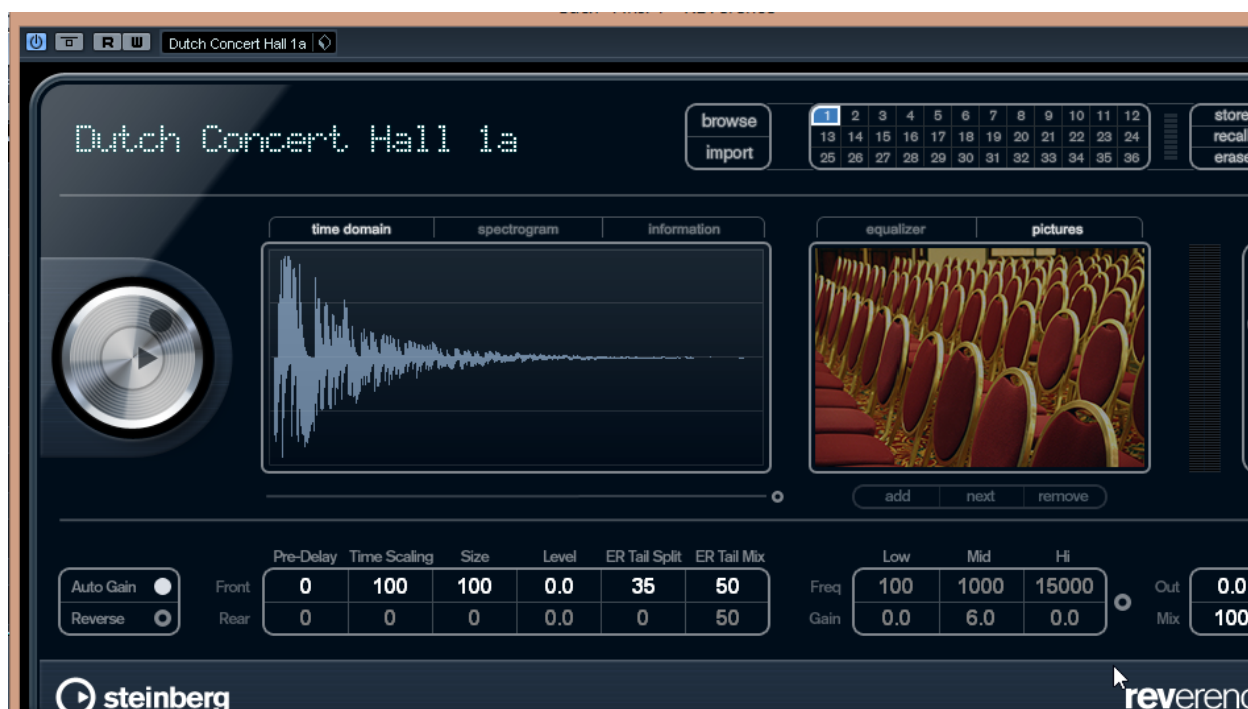 R W Dutch Concert Hall 1a
Dutch Concert Hall 1a
browse
import
1 2 3 4 5 6 7 8 9 10 11 12
13 14 15 16 17 18 19 20 21 22 23 24
25 26 27 28 29 30 31 32 33 34 35 36
store
recall
erase
time domain spectrogram information
equalizer pictures
add next remove
Pre-Delay Time Scaling Size Level ER Tail Split ER Tail Mix
Low Mid Hi
Auto Gain
Reverse
Front 0 100 100 0.0 35 50
Rear 0 0 0 0.0 0 50
Freq 100 1000 15000
Gain 0.0 6.0 0.0
Out 0.0
Mix 100
steinberg
reverenc